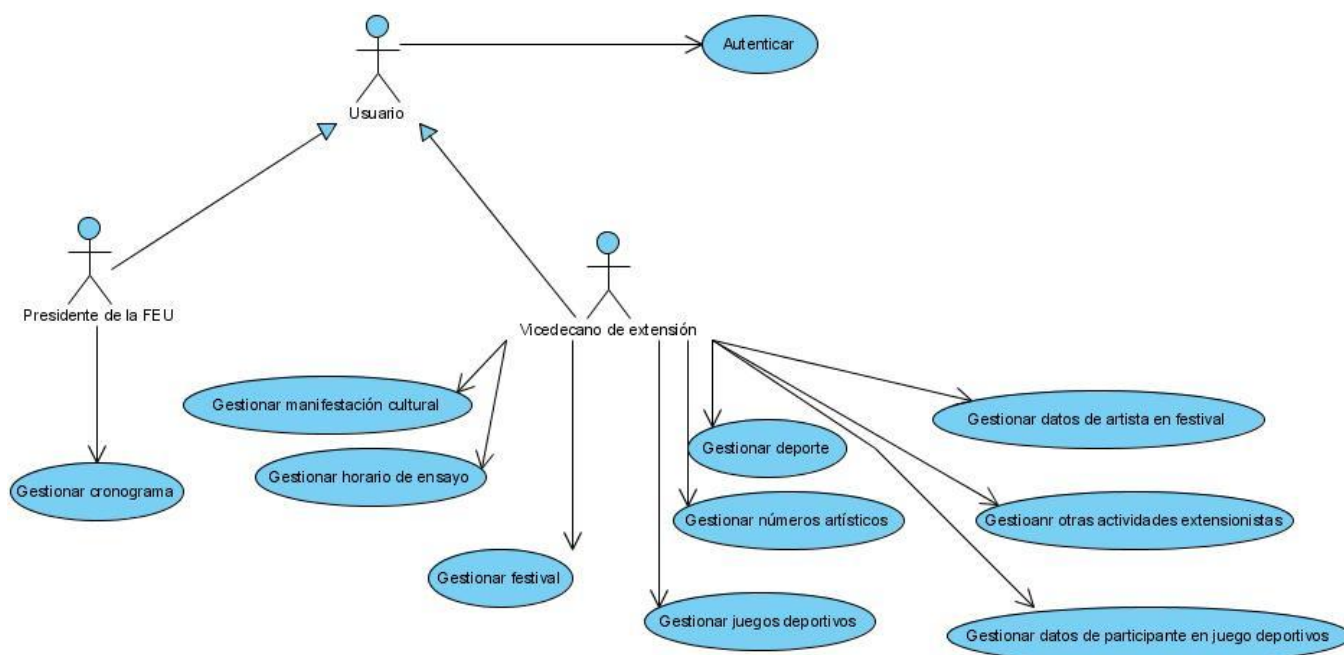 Autenticar
Usuario
Presidente de la FEU
Vicedecano de extensión
Gestionar manifestación cultural
Gestionar datos de artista en festival
Gestionar deporte
Gestionar horario de ensayo
Gestionar cronograma
Gestionar números artísticos
Gestioanr otras actividades extensionistas
Gestionar festival
Gestionar juegos deportivos
Gestionar datos de participante en juego deportivos